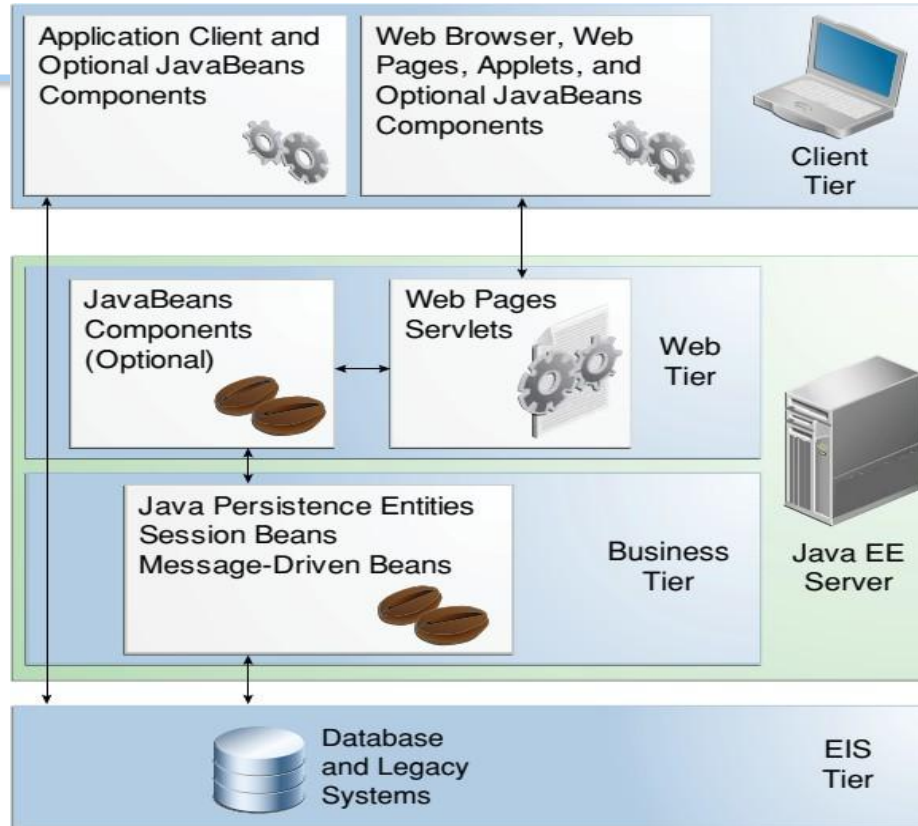 Application Client and
Optional JavaBeans
Components
Web Browser, Web
Pages, Applets, and
Optional JavaBeans
Components
Client
Tier
JavaBeans
Components
(Optional)
Web Pages
Servlets
Web
Tier
Java Persistence Entities
Session Beans
Message-Driven Beans
Business
Tier
Java EE
Server
Database
and Legacy
Systems
EIS
Tier